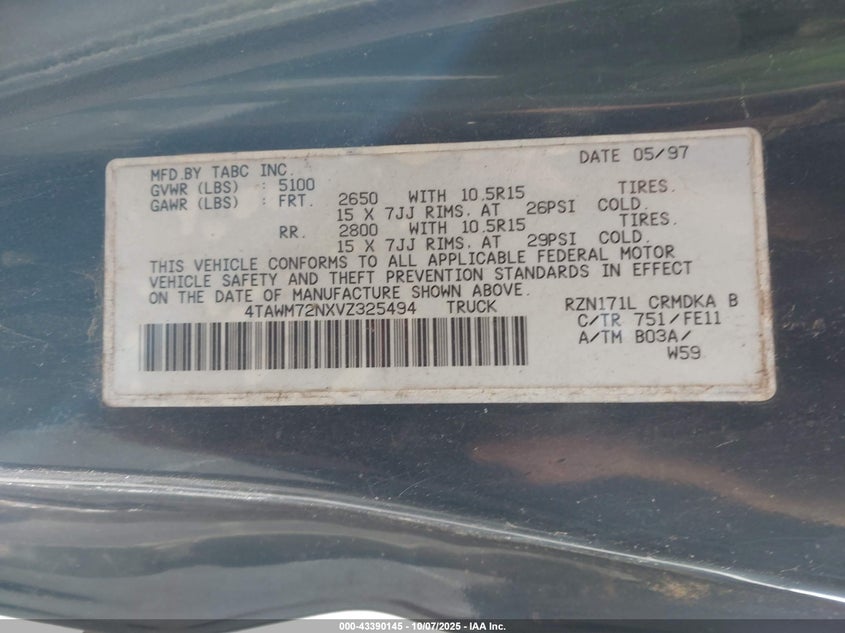 DATE 05/97
MFD.BY TABC INC.
GVWR (LBS) : 5100
GAWR (LBS) : FRT. 2650 WITH 10.5R15 TIRES.
15 X 7JJ RIMS. AT 26PSI COLD.
RR. 2800 WITH 10.5R15 TIRES.
15 X 7JJ RIMS. AT 29PSI COLD.
THIS VEHICLE CONFORMS TO ALL APPLICABLE FEDERAL MOTOR
VEHICLE SAFETY AND THEFT PREVENTION STANDARDS IN EFFECT
ON THE DATE OF MANUFACTURE SHOWN ABOVE.
4TAWM72NXVZ325494 TRUCK
RZN171L CRMDKA B
C/TR 751/FE11
A/TM B03A/
W59
000-43390145 - 10/07/2025 - IAA Inc.